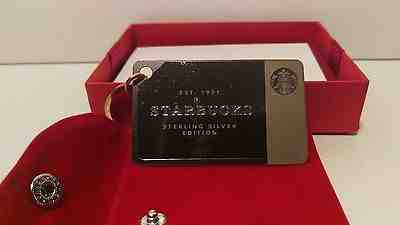 EST. 1971
STARBUCKS
STERLING SILVER
EDITION